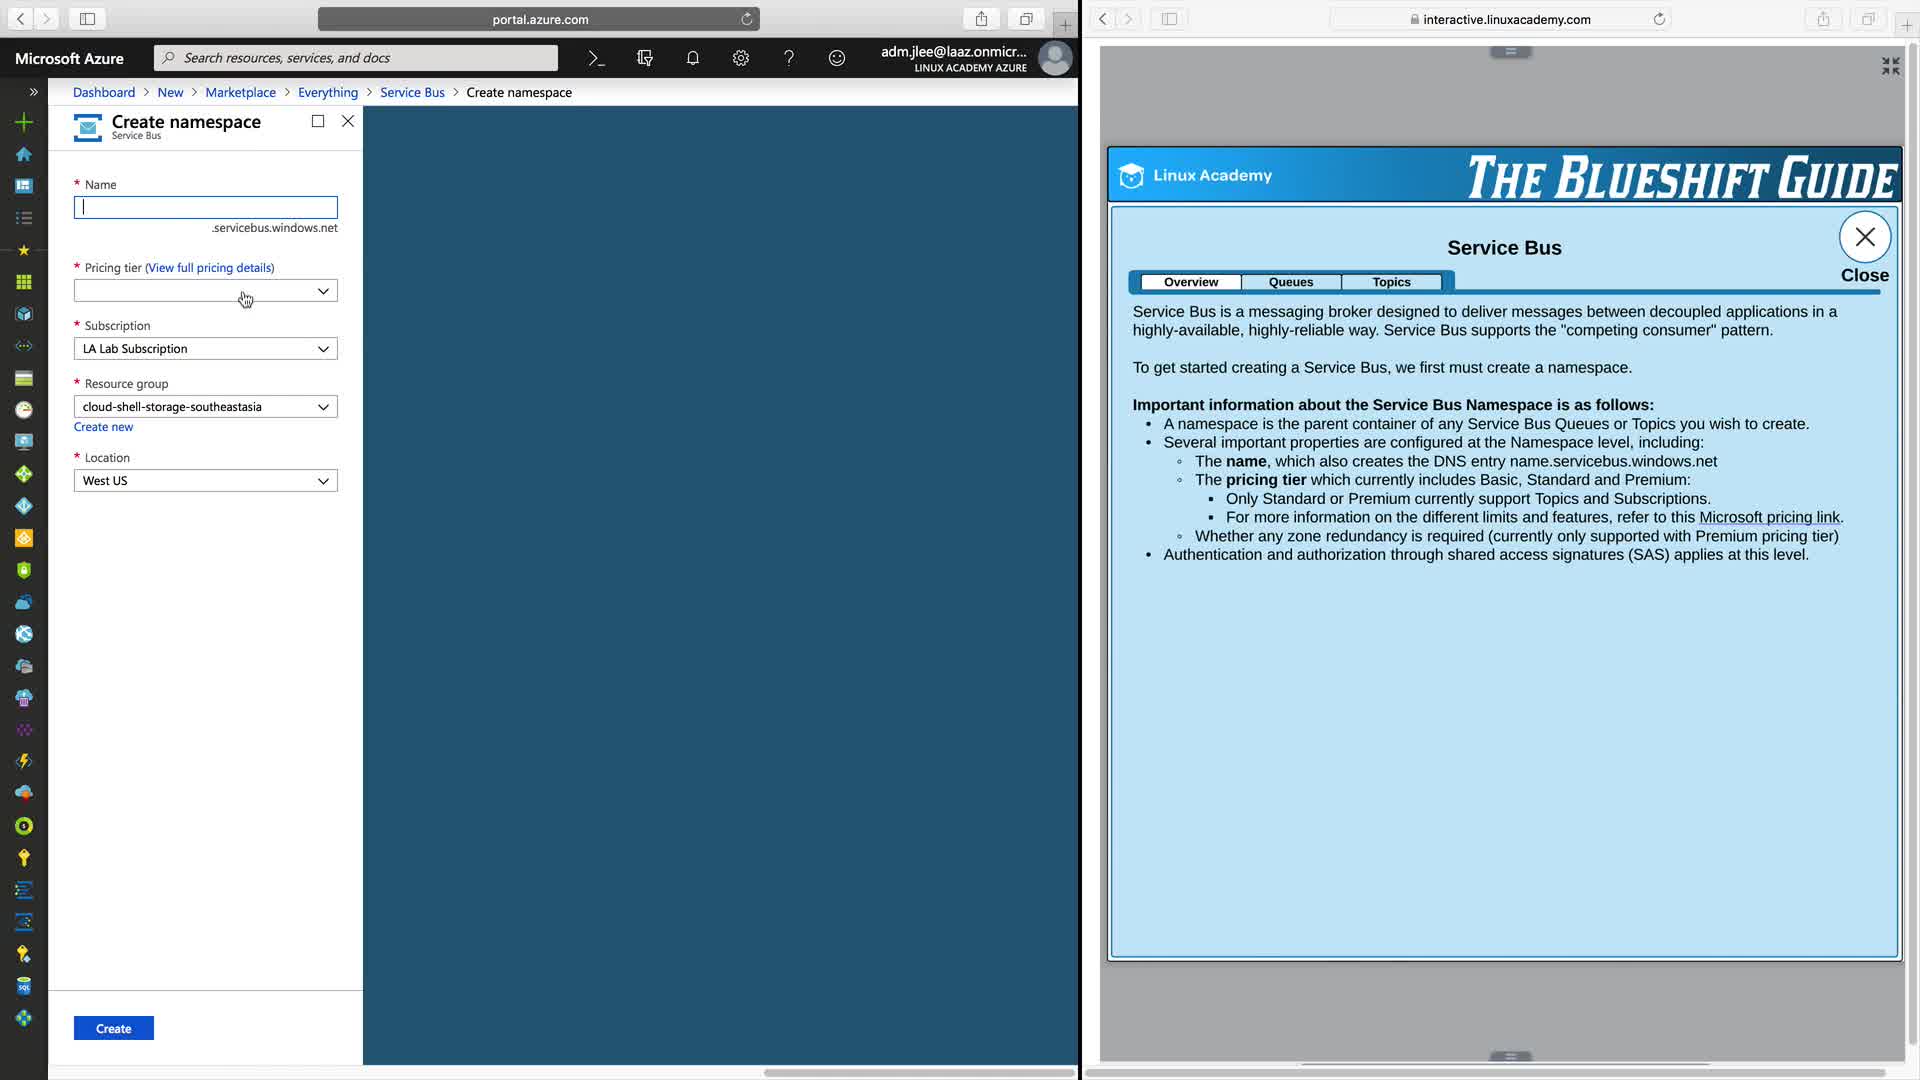 portal.azure.com
Microsoft Azure
Search resources, services, and docs
adm.jlee@laaz.onmicr...
LINUX ACADEMY AZURE
Dashboard > New > Marketplace > Everything > Service Bus > Create namespace
Create namespace
Service Bus
* Name
.servicebus.windows.net
* Pricing tier (View full pricing details)
* Subscription
LA Lab Subscription
* Resource group
cloud-shell-storage-southeastasia
Create new
* Location
West US
Create
interactive.linuxacademy.com
Linux Academy
THE BLUESHIFT GUIDE
Service Bus
Close
Overview
Queues
Topics
Service Bus is a messaging broker designed to deliver messages between decoupled applications in a
highly-available, highly-reliable way. Service Bus supports the "competing consumer" pattern.
To get started creating a Service Bus, we first must create a namespace.
Important information about the Service Bus Namespace is as follows:
• A namespace is the parent container of any Service Bus Queues or Topics you wish to create.
• Several important properties are configured at the Namespace level, including:
◦ The name, which also creates the DNS entry name.servicebus.windows.net
◦ The pricing tier which currently includes Basic, Standard and Premium:
▪ Only Standard or Premium currently support Topics and Subscriptions.
▪ For more information on the different limits and features, refer to this Microsoft pricing link.
◦ Whether any zone redundancy is required (currently only supported with Premium pricing tier)
• Authentication and authorization through shared access signatures (SAS) applies at this level.